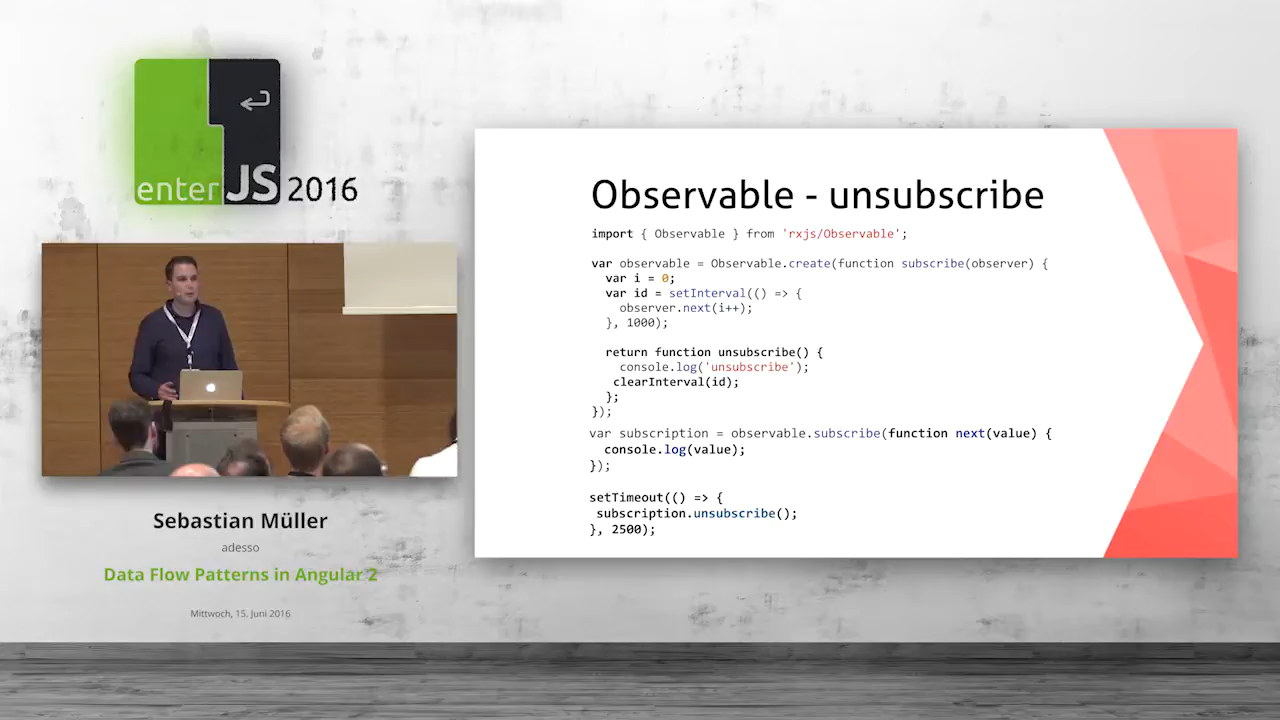 enterJS 2016
Sebastian Müller
adesso
Data Flow Patterns in Angular 2
Mittwoch, 15. Juni 2016
Observable - unsubscribe
import { Observable } from 'rxjs/Observable';
var observable = Observable.create(function subscribe(observer) {
  var i = 0;
  var id = setInterval(() => {
    observer.next(i++);
  }, 1000);
  return function unsubscribe() {
    console.log('unsubscribe');
   clearInterval(id);
  };
});
var subscription = observable.subscribe(function next(value) {
  console.log(value);
});
setTimeout(() => {
 subscription.unsubscribe();
}, 2500);